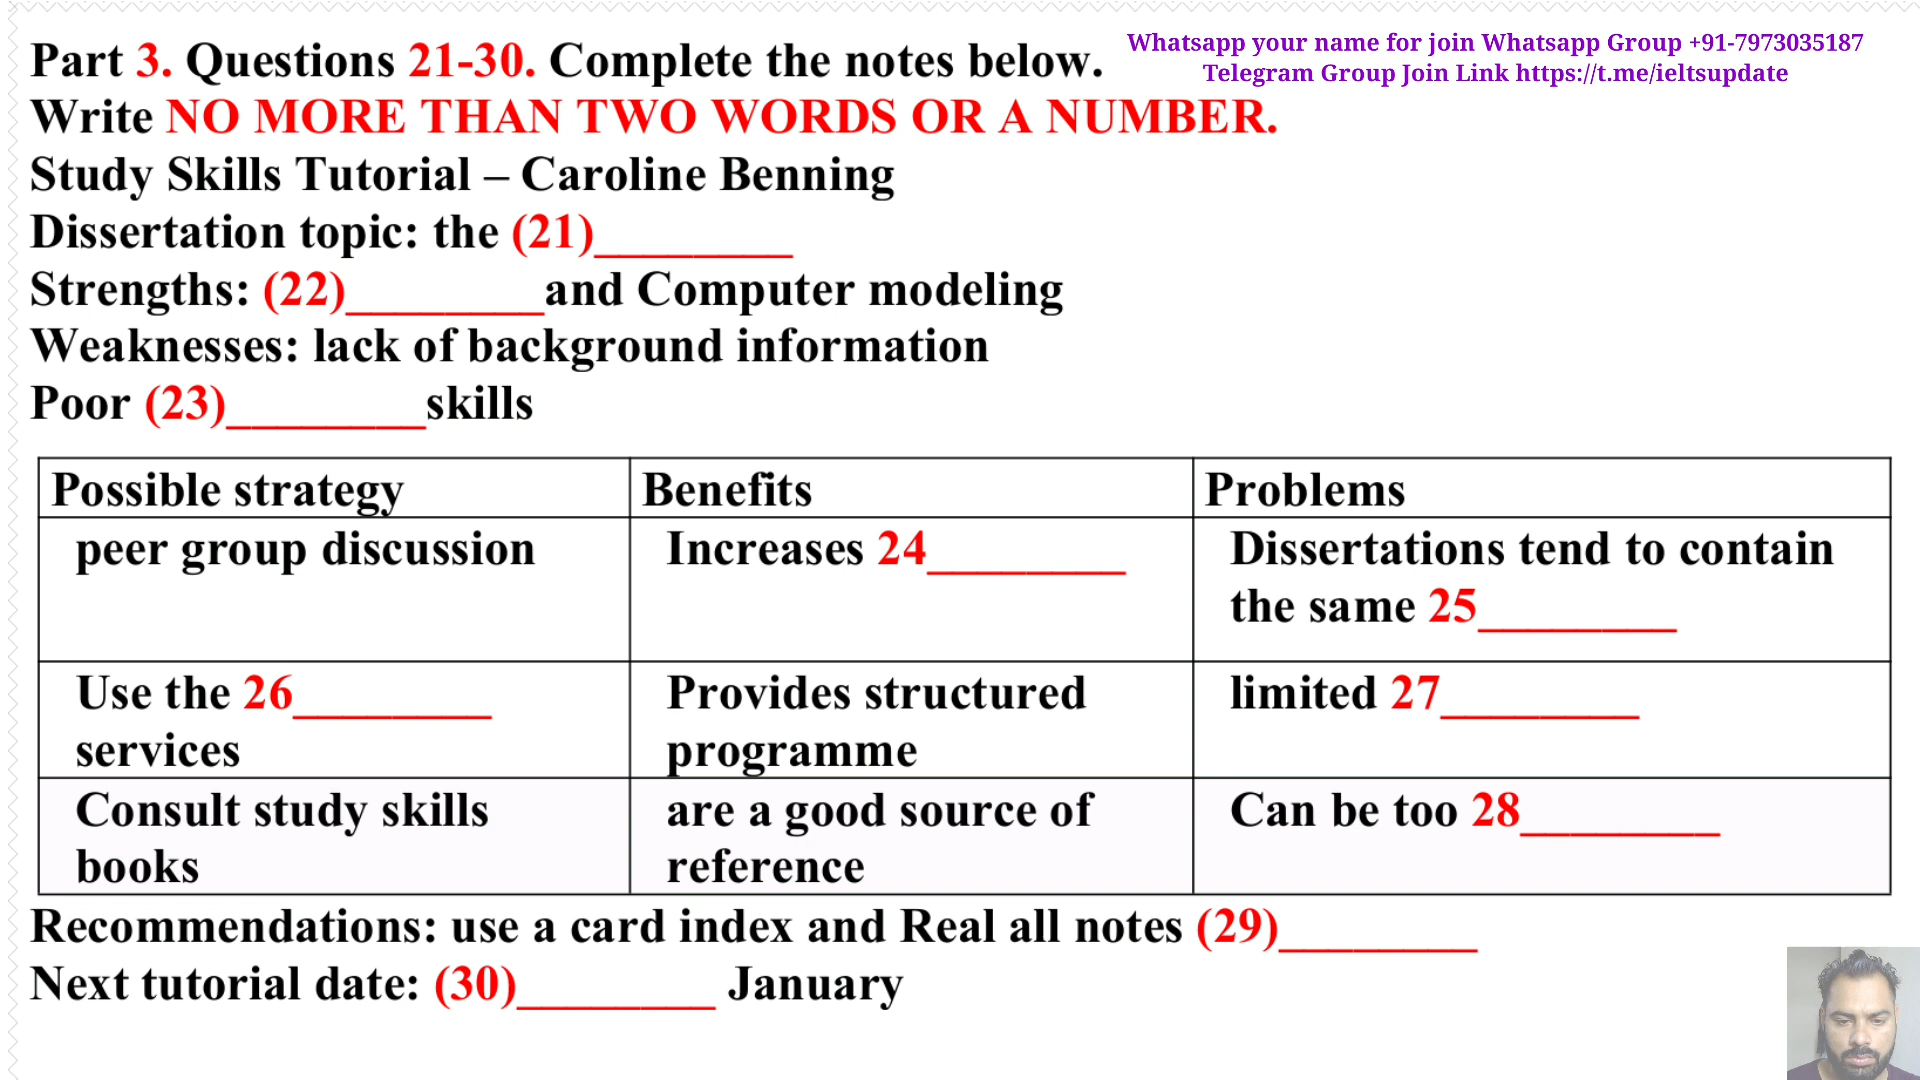 Part 3. Questions 21-30. Complete the notes below.
Whatsapp your name for join Whatsapp Group +91-7973035187
Telegram Group Join Link https://t.me/ieltsupdate
Write NO MORE THAN TWO WORDS OR A NUMBER.
Study Skills Tutorial – Caroline Benning
Dissertation topic: the (21)________
Strengths: (22)________and Computer modeling
Weaknesses: lack of background information
Poor (23)________skills
Possible strategy
Benefits
Problems
peer group discussion
Increases 24________
Dissertations tend to contain
the same 25________
Use the 26________
services
Provides structured
programme
limited 27________
Consult study skills
books
are a good source of
reference
Can be too 28________
Recommendations: use a card index and Real all notes (29)________
Next tutorial date: (30)________ January